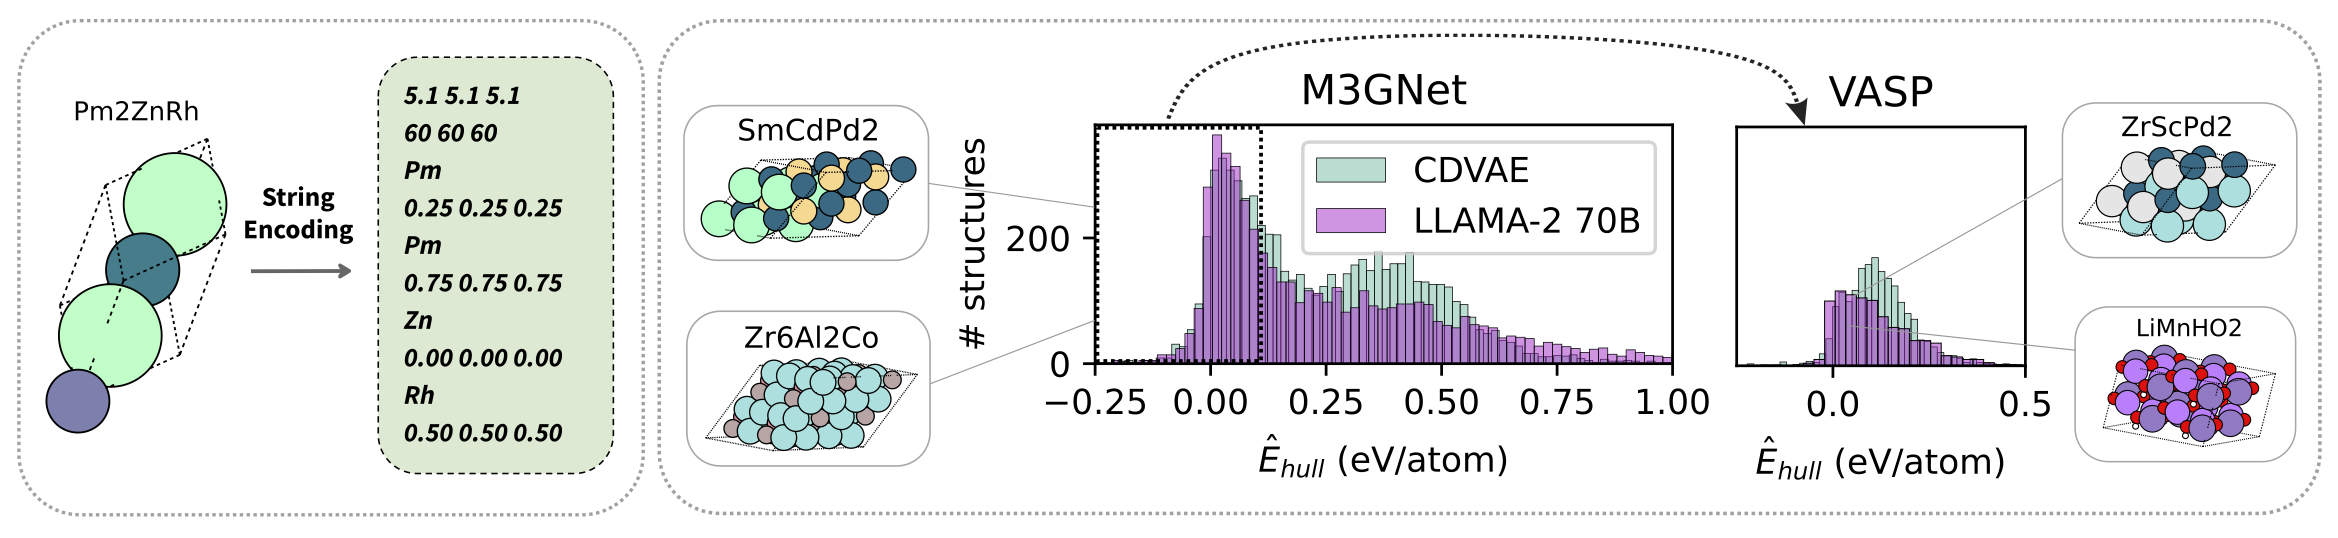 Pm2ZnRh
String
Encoding
5.1 5.1 5.1
60 60 60
Pm
0.25 0.25 0.25
Pm
0.75 0.75 0.75
Zn
0.00 0.00 0.00
Rh
0.50 0.50 0.50
SmCdPd2
Zr6Al2Co
M3GNet
# structures
200
0
CDVAE
LLAMA-2 70B
−0.25 0.00 0.25 0.50 0.75 1.00
Ê_hull (eV/atom)
VASP
0.0 0.5
Ê_hull (eV/atom)
ZrScPd2
LiMnHO2